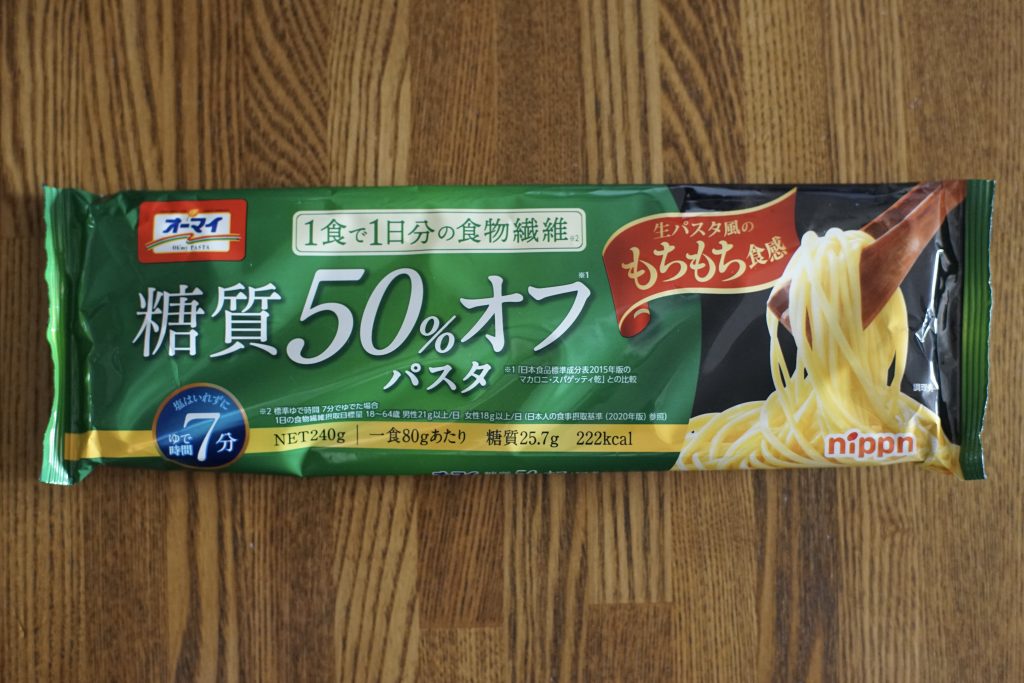 オーマイ
Ohmy PASTA
1食で1日分の食物繊維※2
生パスタ風の
もちもち食感
糖質50%オフ※1
パスタ
※1「日本食品標準成分表2015年版の
マカロニ・スパゲッティ乾」との比較
塩はいれずに
ゆで時間
7分
※2 標準ゆで時間 7分でゆでた場合
1日の食物繊維摂取目標量 18~64歳 男性21g以上/日 女性18g以上/日 (日本人の食事摂取基準(2020年版)参照)
NET240g 一食80gあたり 糖質25.7g 222kcal
調理
nippn